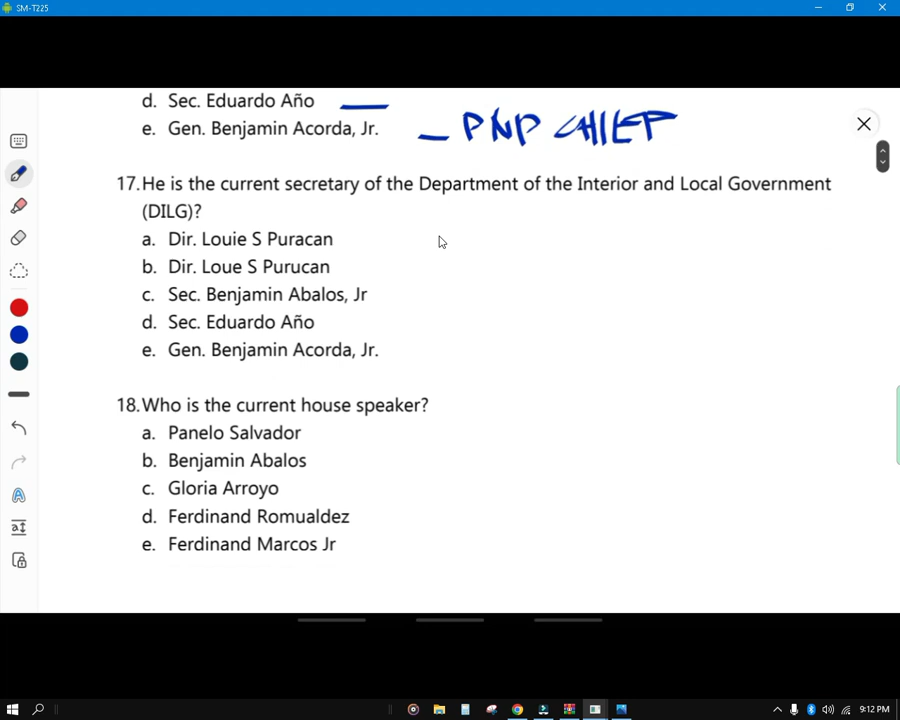 SM-T225
d. Sec. Eduardo Año
e. Gen. Benjamin Acorda, Jr. PNP CHIEF
17. He is the current secretary of the Department of the Interior and Local Government
(DILG)?
a. Dir. Louie S Puracan
b. Dir. Loue S Purucan
c. Sec. Benjamin Abalos, Jr
d. Sec. Eduardo Año
e. Gen. Benjamin Acorda, Jr.
18. Who is the current house speaker?
a. Panelo Salvador
b. Benjamin Abalos
c. Gloria Arroyo
d. Ferdinand Romualdez
e. Ferdinand Marcos Jr
9:12 PM